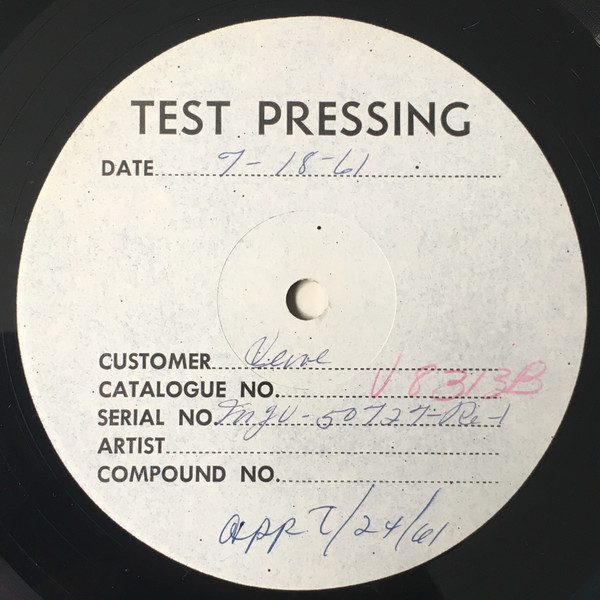 TEST PRESSING
DATE 7-18-61
CUSTOMER Verve
CATALOGUE NO. V 8313B
SERIAL NO. Mgv-50727-Re-1
ARTIST
COMPOUND NO.
app 7/24/61